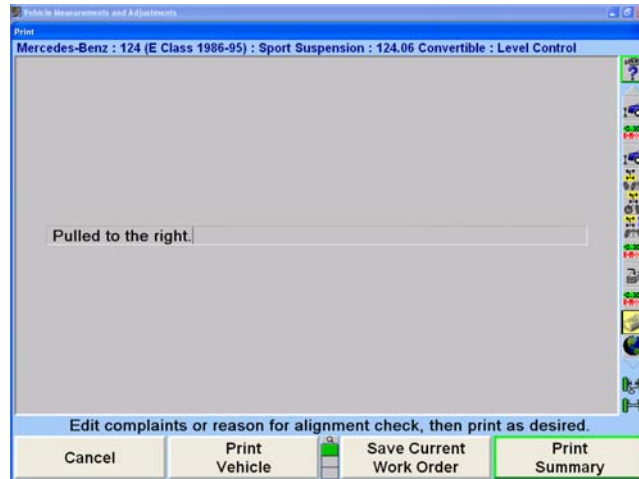 Vehicle Measurements and Adjustments
Print
Mercedes-Benz : 124 (E Class 1986-95) : Sport Suspension : 124.06 Convertible : Level Control
Pulled to the right.
Edit complaints or reason for alignment check, then print as desired.
Cancel
Print
Vehicle
Save Current
Work Order
Print
Summary